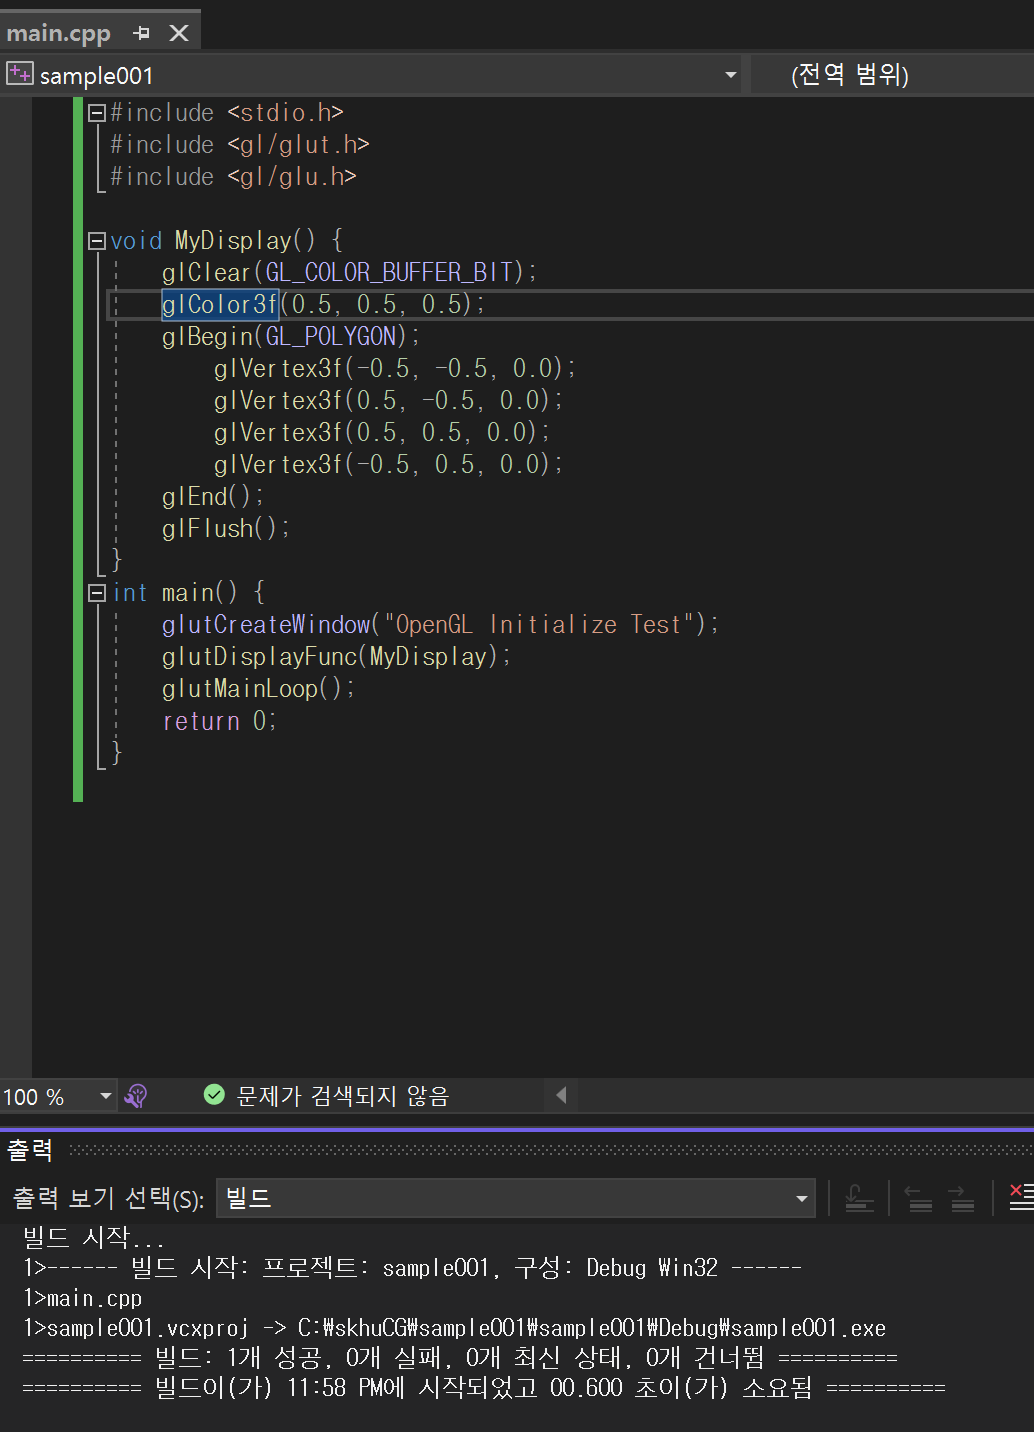 main.cpp
sample001 (전역 범위)
#include <stdio.h>
#include <gl/glut.h>
#include <gl/glu.h>
void MyDisplay() {
glClear(GL_COLOR_BUFFER_BIT);
glColor3f(0.5, 0.5, 0.5);
glBegin(GL_POLYGON);
glVertex3f(-0.5, -0.5, 0.0);
glVertex3f(0.5, -0.5, 0.0);
glVertex3f(0.5, 0.5, 0.0);
glVertex3f(-0.5, 0.5, 0.0);
glEnd();
glFlush();
}
int main() {
glutCreateWindow("OpenGL Initialize Test");
glutDisplayFunc(MyDisplay);
glutMainLoop();
return 0;
}
100 % 문제가 검색되지 않음
출력
출력 보기 선택(S): 빌드
빌드 시작...
1>------ 빌드 시작: 프로젝트: sample001, 구성: Debug Win32 ------
1>main.cpp
1>sample001.vcxproj -> C:₩skhuCG₩sample001₩sample001₩Debug₩sample001.exe
========== 빌드: 1개 성공, 0개 실패, 0개 최신 상태, 0개 건너뜀 ==========
========== 빌드이(가) 11:58 PM에 시작되었고 00.600 초이(가) 소요됨 ==========